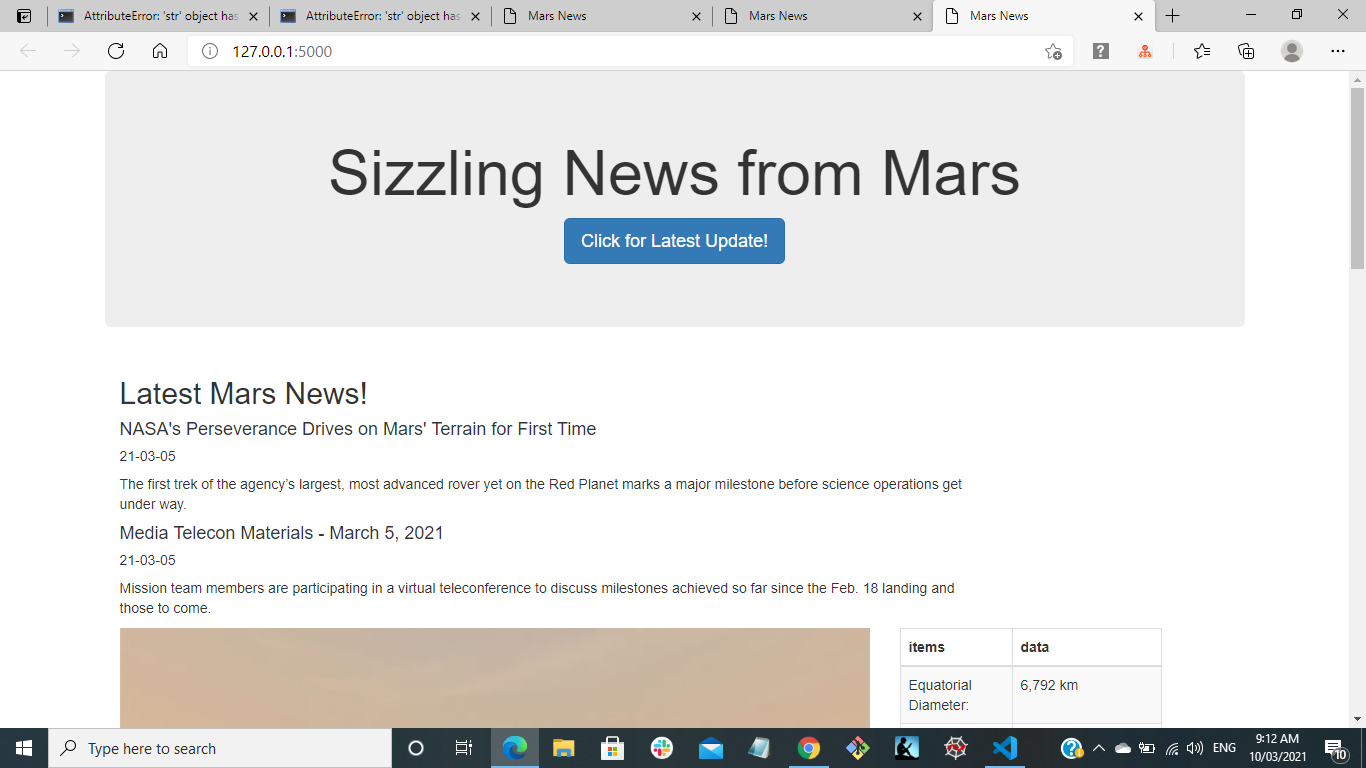 AttributeError: 'str' object has
AttributeError: 'str' object has
Mars News
Mars News
Mars News
127.0.0.1:5000
Sizzling News from Mars
Click for Latest Update!
Latest Mars News!
NASA's Perseverance Drives on Mars' Terrain for First Time
21-03-05
The first trek of the agency’s largest, most advanced rover yet on the Red Planet marks a major milestone before science operations get
under way.
Media Telecon Materials - March 5, 2021
21-03-05
Mission team members are participating in a virtual teleconference to discuss milestones achieved so far since the Feb. 18 landing and
those to come.
items data
Equatorial 6,792 km
Diameter:
Type here to search
ENG
9:12 AM
10/03/2021
10